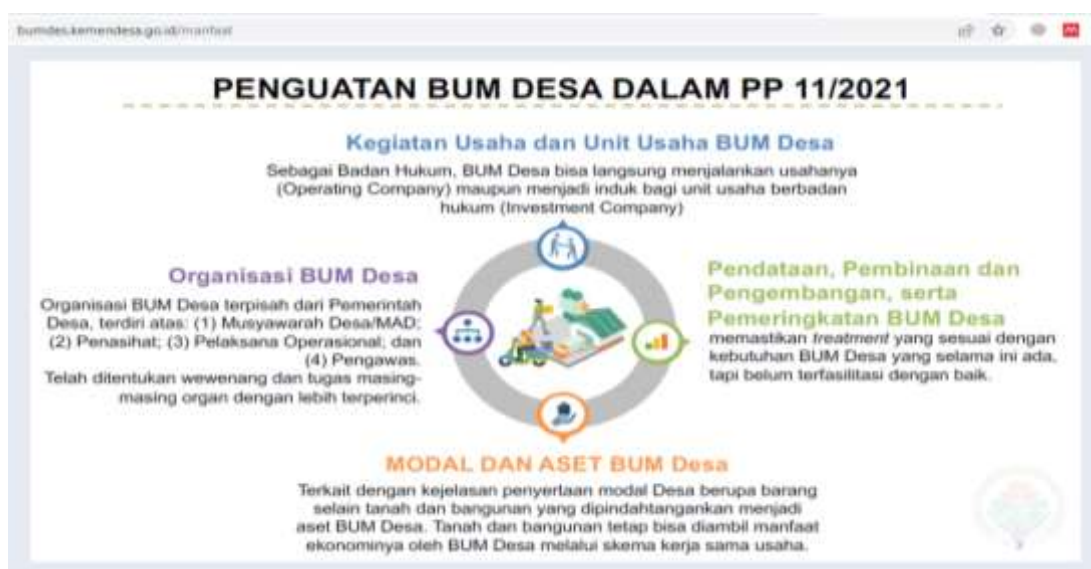 bumdes.kemendesa.go.id/manfaat
PENGUATAN BUM DESA DALAM PP 11/2021
Kegiatan Usaha dan Unit Usaha BUM Desa
Sebagai Badan Hukum, BUM Desa bisa langsung menjalankan usahanya
(Operating Company) maupun menjadi induk bagi unit usaha berbadan
hukum (Investment Company)
Organisasi BUM Desa
Organisasi BUM Desa terpisah dari Pemerintah
Desa, terdiri atas: (1) Musyawarah Desa/MAD;
(2) Penasihat; (3) Pelaksana Operasional; dan
(4) Pengawas.
Telah ditentukan wewenang dan tugas masing-
masing organ dengan lebih terperinci.
Pendataan, Pembinaan dan
Pengembangan, serta
Pemeringkatan BUM Desa
memastikan treatment yang sesuai dengan
kebutuhan BUM Desa yang selama ini ada,
tapi belum terfasilitasi dengan baik.
MODAL DAN ASET BUM Desa
Terkait dengan kejelasan penyertaan modal Desa berupa barang
selain tanah dan bangunan yang dipindahtangankan menjadi
aset BUM Desa. Tanah dan bangunan tetap bisa diambil manfaat
ekonominya oleh BUM Desa melalui skema kerja sama usaha.